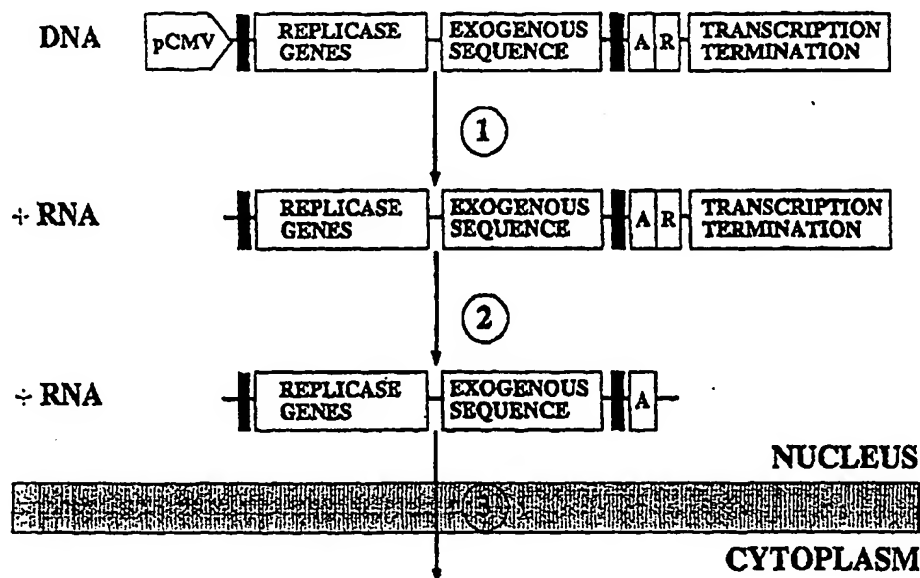 DNA pCMV REPLICASE GENES EXOGENOUS SEQUENCE A R TRANSCRIPTION TERMINATION
1
÷ RNA REPLICASE GENES EXOGENOUS SEQUENCE A R TRANSCRIPTION TERMINATION
2
÷ RNA REPLICASE GENES EXOGENOUS SEQUENCE A
NUCLEUS
CYTOPLASM